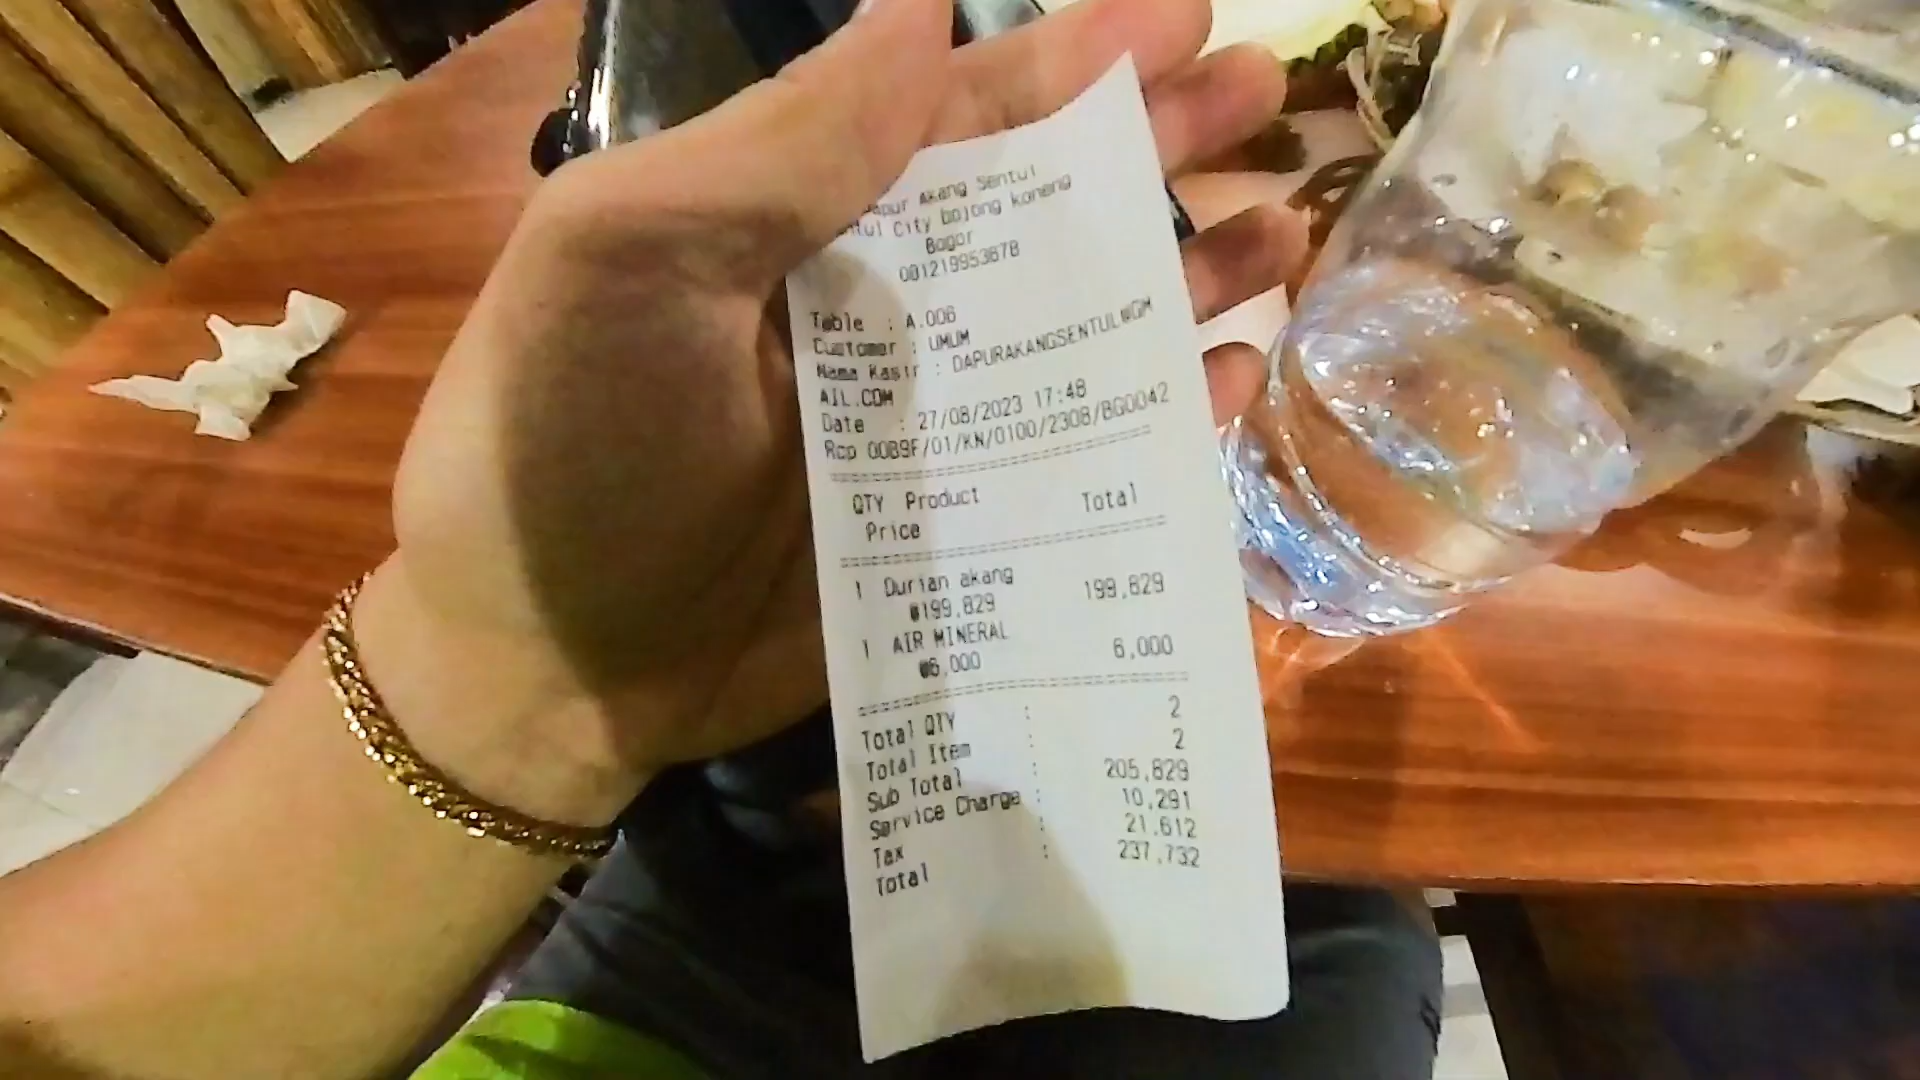 Akang Sentul
City bojong koneng
Bogor
Table : A.006
Customer : UMUM
Nama Kasir : DAPURAKANGSENTUL@GM
AIL.COM
Date : 27/08/2023 17:48
Rcp 00B9F/01/KN/0100/2308/BG0042
QTY Product Total
Price
1 Durian akang 199,829
@199,829
1 AIR MINERAL 6,000
@6,000
Total QTY : 2
Total Item : 2
Sub Total : 205,829
Service Charge : 10,291
Tax : 21,612
Total : 237,732